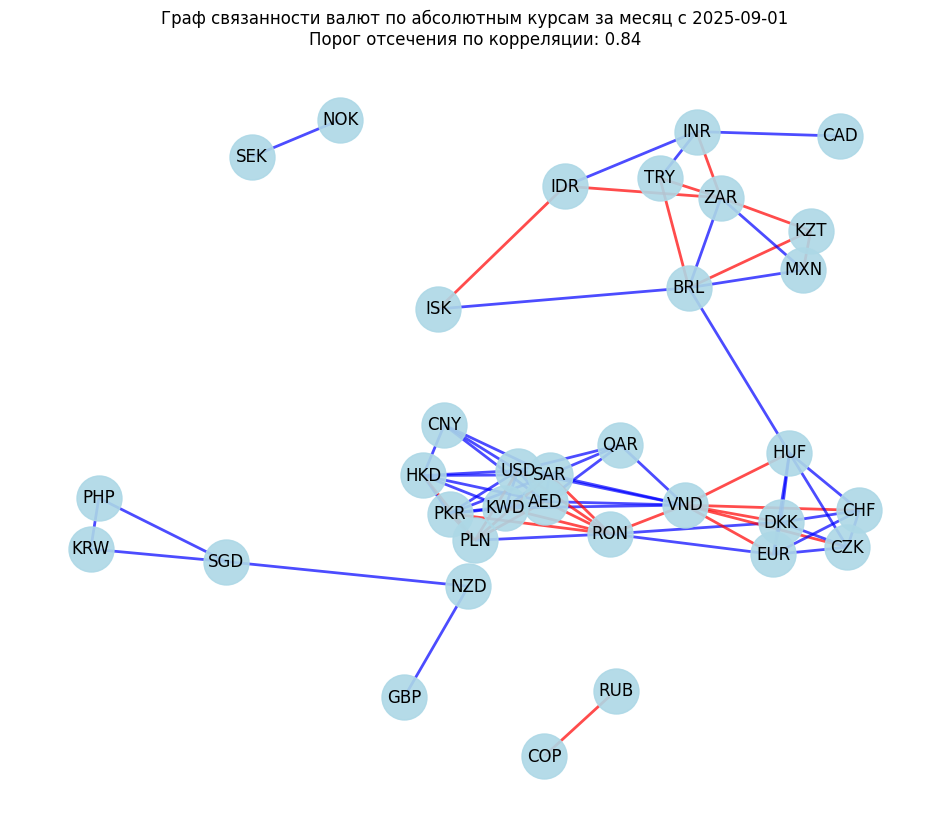 Граф связанности валют по абсолютным курсам за месяц с 2025-09-01
Порог отсечения по корреляции: 0.84
NOK
SEK
INR
CAD
TRY
IDR
ZAR
KZT
MXN
BRL
ISK
CNY
QAR
HUF
HKD
USD
SAR
PHP
PKR
KWD
AED
VND
CHF
DKK
PLN
RON
KRW
EUR
CZK
SGD
NZD
GBP
RUB
COP